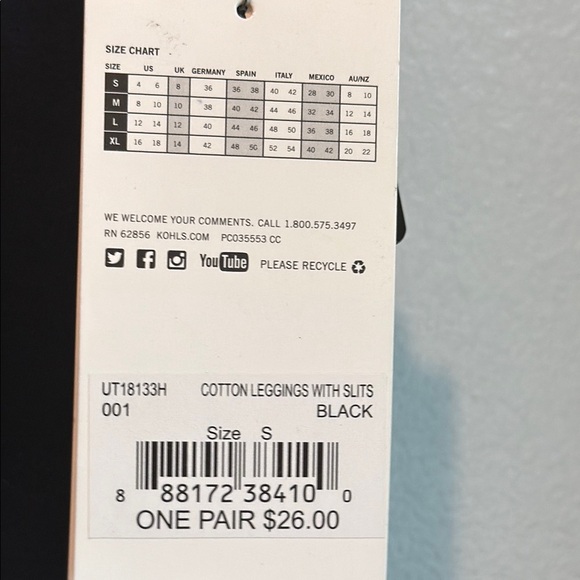 SIZE CHART
SIZE US UK GERMANY SPAIN ITALY MEXICO AU/NZ
S 4 6 8 36 36 38 40 42 28 30 8 10
M 8 10 10 38 40 42 44 46 32 34 12 14
L 12 14 12 40 44 46 48 50 36 38 16 18
XL 16 18 14 42 48 50 52 54 40 42 20 22
WE WELCOME YOUR COMMENTS. CALL 1.800.575.3497
RN 62856 KOHLS.COM PC035553 CC
YouTube PLEASE RECYCLE
UT18133H COTTON LEGGINGS WITH SLITS
001 BLACK
Size S
8 88172 38410 0
ONE PAIR $26.00